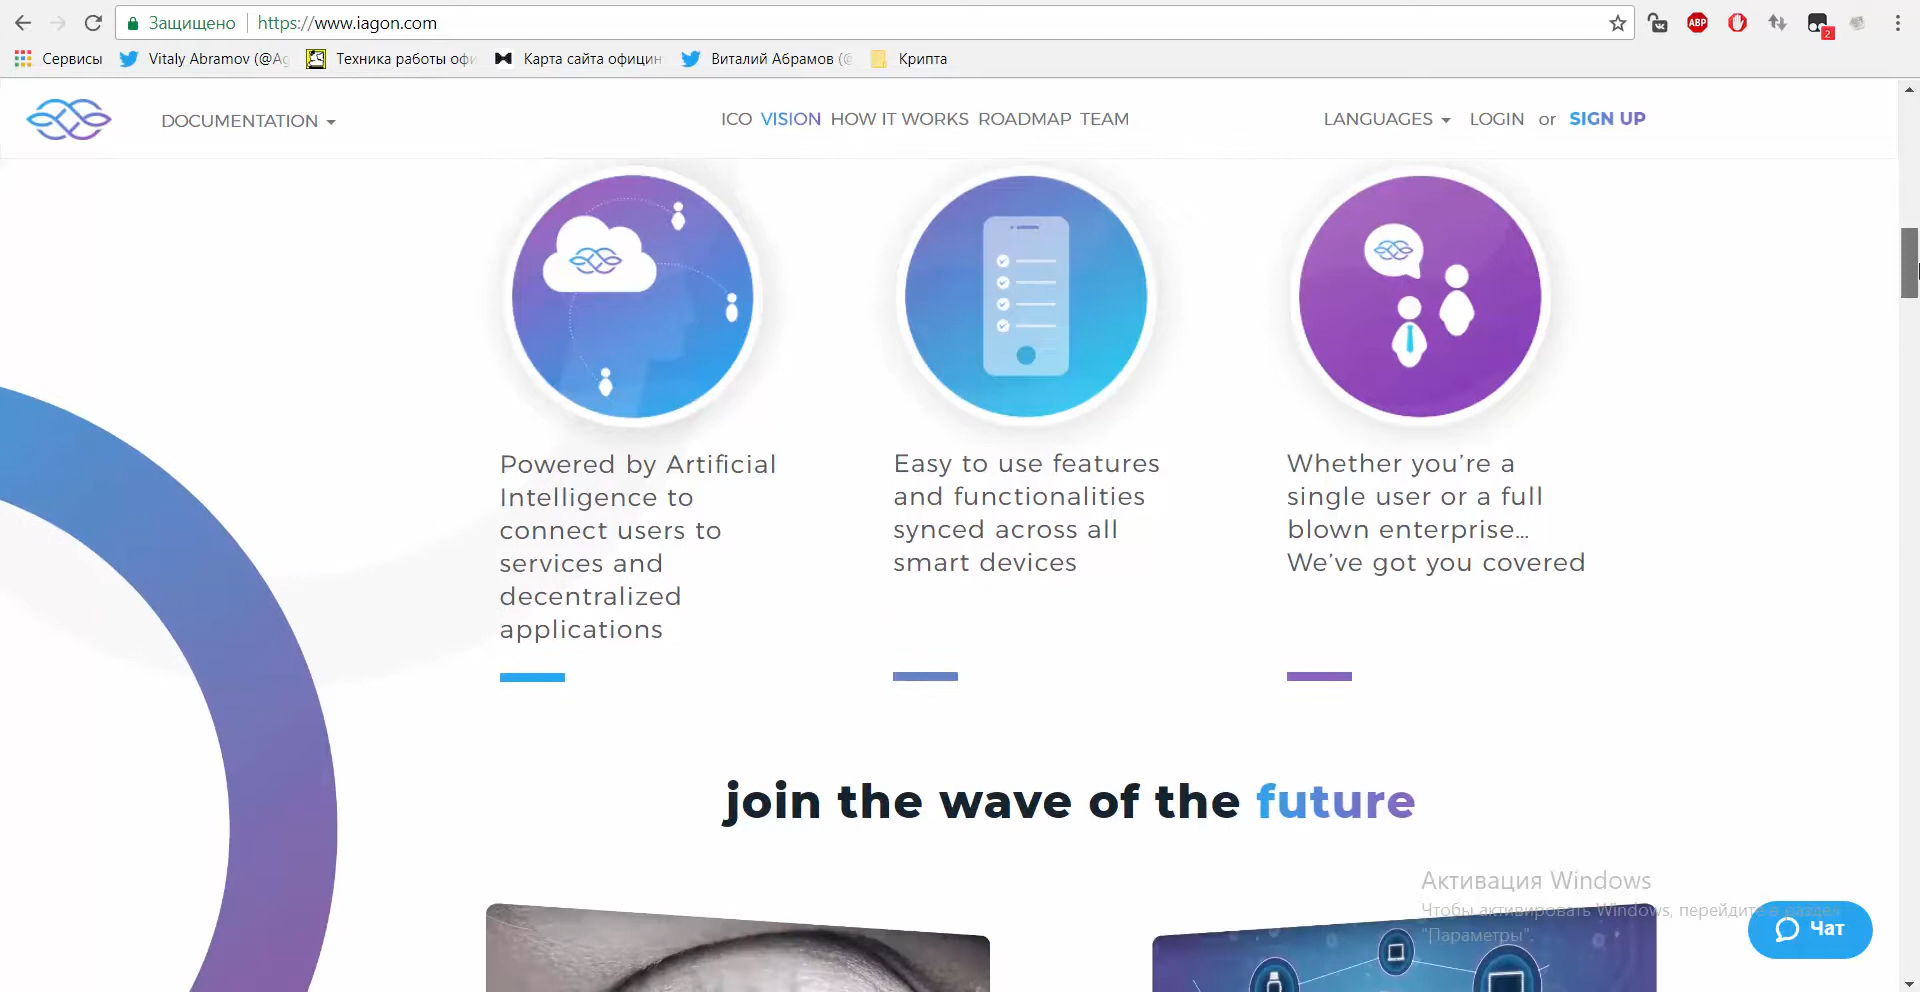 Защищено https://www.iagon.com
ABP
2
Сервисы Vitaly Abramov (@Ag Техника работы офи Карта сайта официн Виталий Абрамов (@ Крипта
DOCUMENTATION ICO VISION HOW IT WORKS ROADMAP TEAM LANGUAGES LOGIN or SIGN UP
Powered by Artificial
Intelligence to
connect users to
services and
decentralized
applications
Easy to use features
and functionalities
synced across all
smart devices
Whether you’re a
single user or a full
blown enterprise...
We’ve got you covered
join the wave of the future
Активация Windows
Чтобы активировать Windows, перейдите в раздел
"Параметры".
Чат